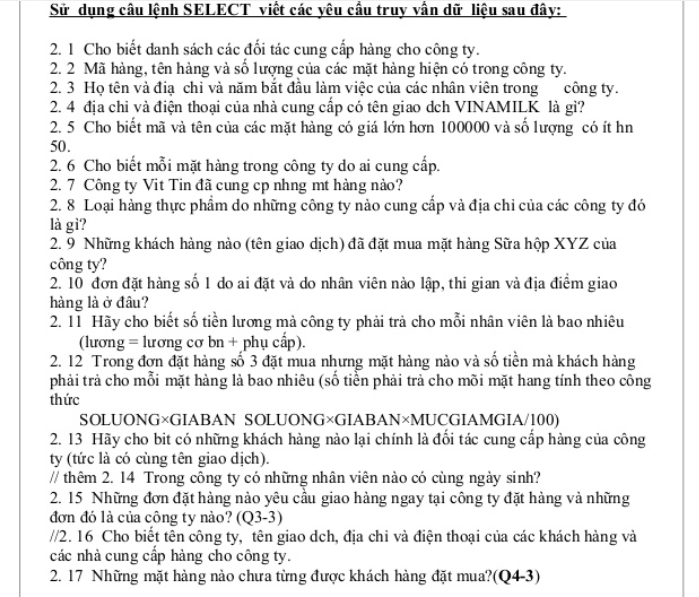 Sử dụng câu lệnh SELECT viết các yêu cầu truy vấn dữ liệu sau đây:
2. 1 Cho biết danh sách các đối tác cung cấp hàng cho công ty.
2. 2 Mã hàng, tên hàng và số lượng của các mặt hàng hiện có trong công ty.
2. 3 Họ tên và địa chỉ và năm bắt đầu làm việc của các nhân viên trong công ty.
2. 4 địa chỉ và điện thoại của nhà cung cấp có tên giao dch VINAMILK là gì?
2. 5 Cho biết mã và tên của các mặt hàng có giá lớn hơn 100000 và số lượng có ít hn
50.
2. 6 Cho biết mỗi mặt hàng trong công ty do ai cung cấp.
2. 7 Công ty Vit Tin đã cung cp nhng mt hàng nào?
2. 8 Loại hàng thực phẩm do những công ty nào cung cấp và địa chỉ của các công ty đó
là gì?
2. 9 Những khách hàng nào (tên giao dịch) đã đặt mua mặt hàng Sữa hộp XYZ của
công ty?
2. 10 đơn đặt hàng số 1 do ai đặt và do nhân viên nào lập, thi gian và địa điểm giao
hàng là ở đâu?
2. 11 Hãy cho biết số tiền lương mà công ty phải trả cho mỗi nhân viên là bao nhiêu
(lương = lương cơ bn + phụ cấp).
2. 12 Trong đơn đặt hàng số 3 đặt mua nhưng mặt hàng nào và số tiền mà khách hàng
phải trả cho mỗi mặt hàng là bao nhiêu (số tiền phải trả cho mõi mặt hang tính theo công
thức
SOLUONG×GIABAN SOLUONG×GIABAN×MUCGIAMGIA/100)
2. 13 Hãy cho bit có những khách hàng nào lại chính là đối tác cung cấp hàng của công
ty (tức là có cùng tên giao dịch).
// thêm 2. 14 Trong công ty có những nhân viên nào có cùng ngày sinh?
2. 15 Những đơn đặt hàng nào yêu cầu giao hàng ngay tại công ty đặt hàng và những
đơn đó là của công ty nào? (Q3-3)
//2. 16 Cho biết tên công ty, tên giao dch, địa chỉ và điện thoại của các khách hàng và
các nhà cung cấp hàng cho công ty.
2. 17 Những mặt hàng nào chưa từng được khách hàng đặt mua?(Q4-3)